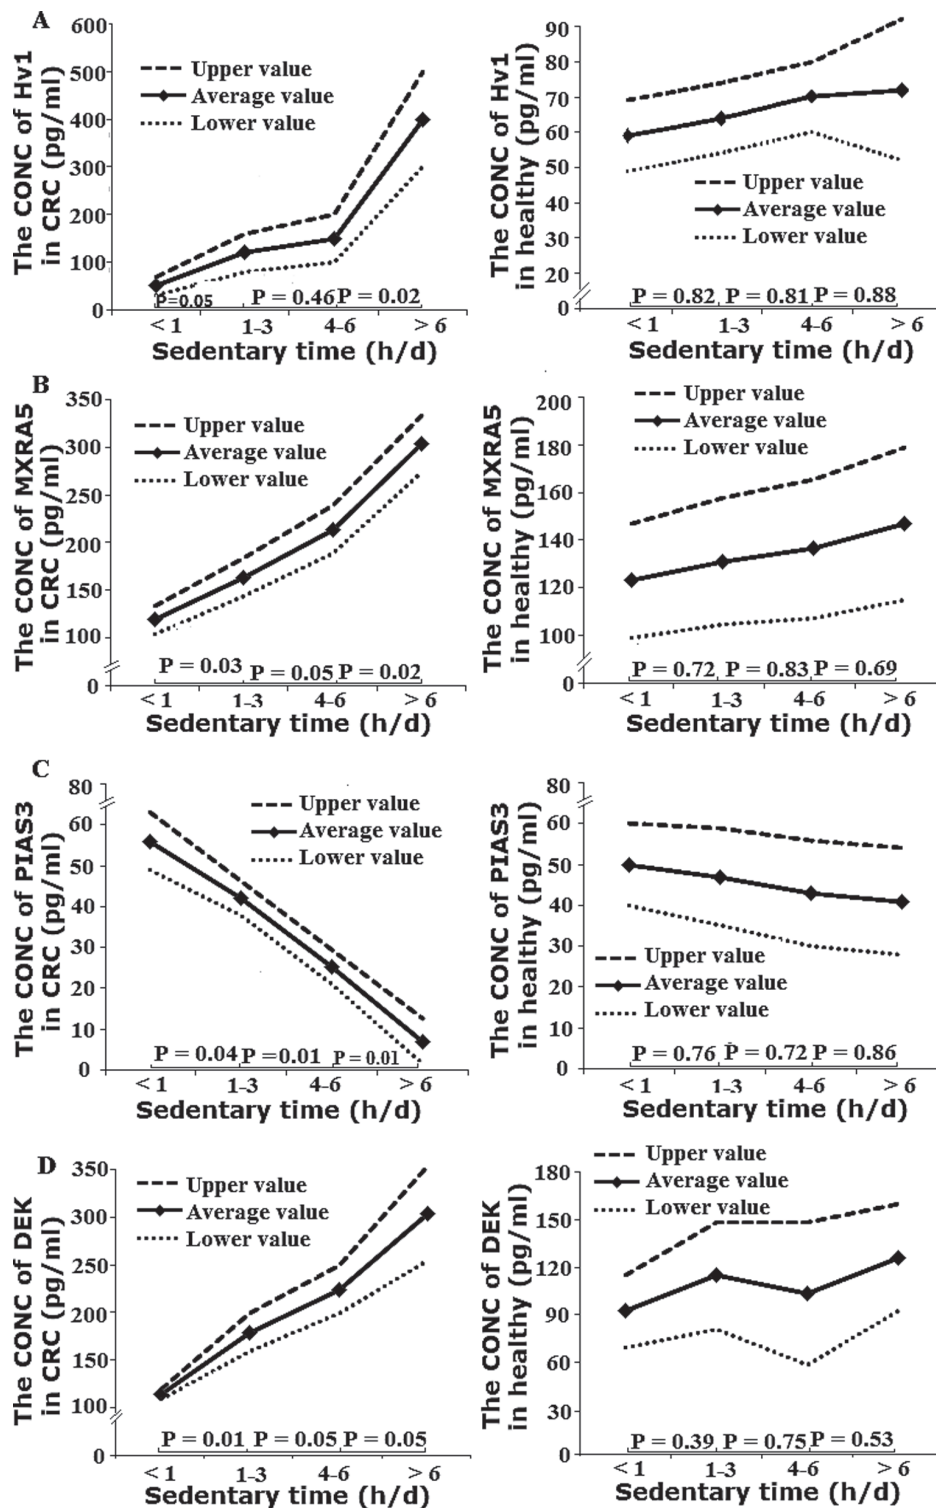 A
The CONC of Hv1
in CRC (pg/ml)
600
500
400
300
200
100
0
Upper value
Average value
Lower value
P=0.05
P = 0.46
P = 0.02
< 1
1-3
4-6
> 6
Sedentary time (h/d)
The CONC of Hv1
in healthy (pg/ml)
90
80
70
60
50
40
30
20
0
Upper value
Average value
Lower value
P = 0.82
P = 0.81
P = 0.88
< 1
1-3
4-6
> 6
Sedentary time (h/d)
B
The CONC of MXRA5
in CRC (pg/ml)
350
300
250
200
150
100
0
Upper value
Average value
Lower value
P = 0.03
P = 0.05
P = 0.02
< 1
1-3
4-6
> 6
Sedentary time (h/d)
The CONC of MXRA5
in healthy (pg/ml)
200
180
160
140
120
100
0
Upper value
Average value
Lower value
P = 0.72
P = 0.83
P = 0.69
< 1
1-3
4-6
> 6
Sedentary time (h/d)
C
The CONC of PIAS3
in CRC (pg/ml)
80
60
50
40
30
20
10
0
Upper value
Average value
Lower value
P = 0.04
P =0.01
P = 0.01
< 1
1-3
4-6
> 6
Sedentary time (h/d)
The CONC of PIAS3
in healthy (pg/ml)
80
60
50
40
30
20
10
0
Upper value
Average value
Lower value
P = 0.76
P = 0.72
P = 0.86
< 1
1-3
4-6
> 6
Sedentary time (h/d)
D
The CONC of DEK
in CRC (pg/ml)
350
300
250
200
150
100
0
Upper value
Average value
Lower value
P = 0.01
P = 0.05
P = 0.05
< 1
1-3
4-6
> 6
Sedentary time (h/d)
The CONC of DEK
in healthy (pg/ml)
180
150
120
90
60
30
0
Upper value
Average value
Lower value
P = 0.39
P = 0.75
P = 0.53
< 1
1-3
4-6
> 6
Sedentary time (h/d)